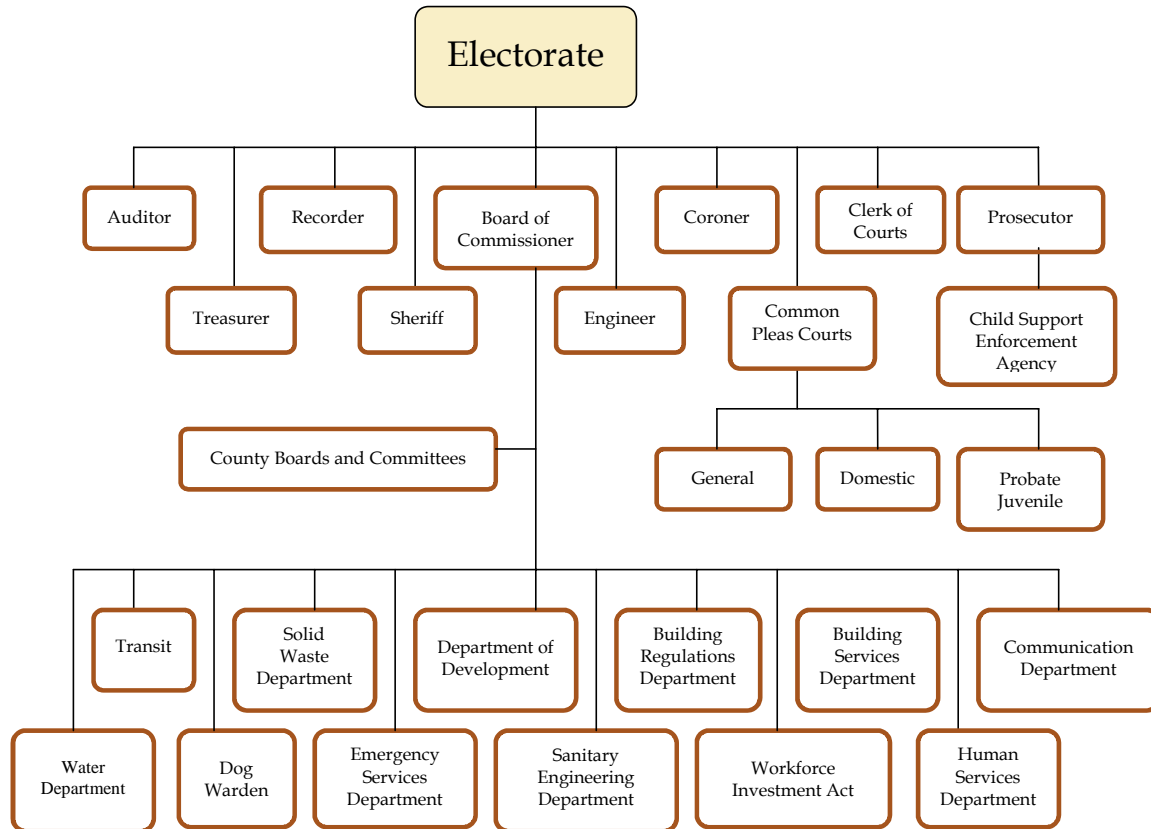 Electorate
Auditor
Recorder
Board of
Commissioner
Coroner
Clerk of
Courts
Prosecutor
Treasurer
Sheriff
Engineer
Common
Pleas Courts
Child Support
Enforcement
Agency
County Boards and Committees
General
Domestic
Probate
Juvenile
Transit
Solid
Waste
Department
Department of
Development
Building
Regulations
Department
Building
Services
Department
Communication
Department
Water
Department
Dog
Warden
Emergency
Services
Department
Sanitary
Engineering
Department
Workforce
Investment Act
Human
Services
Department